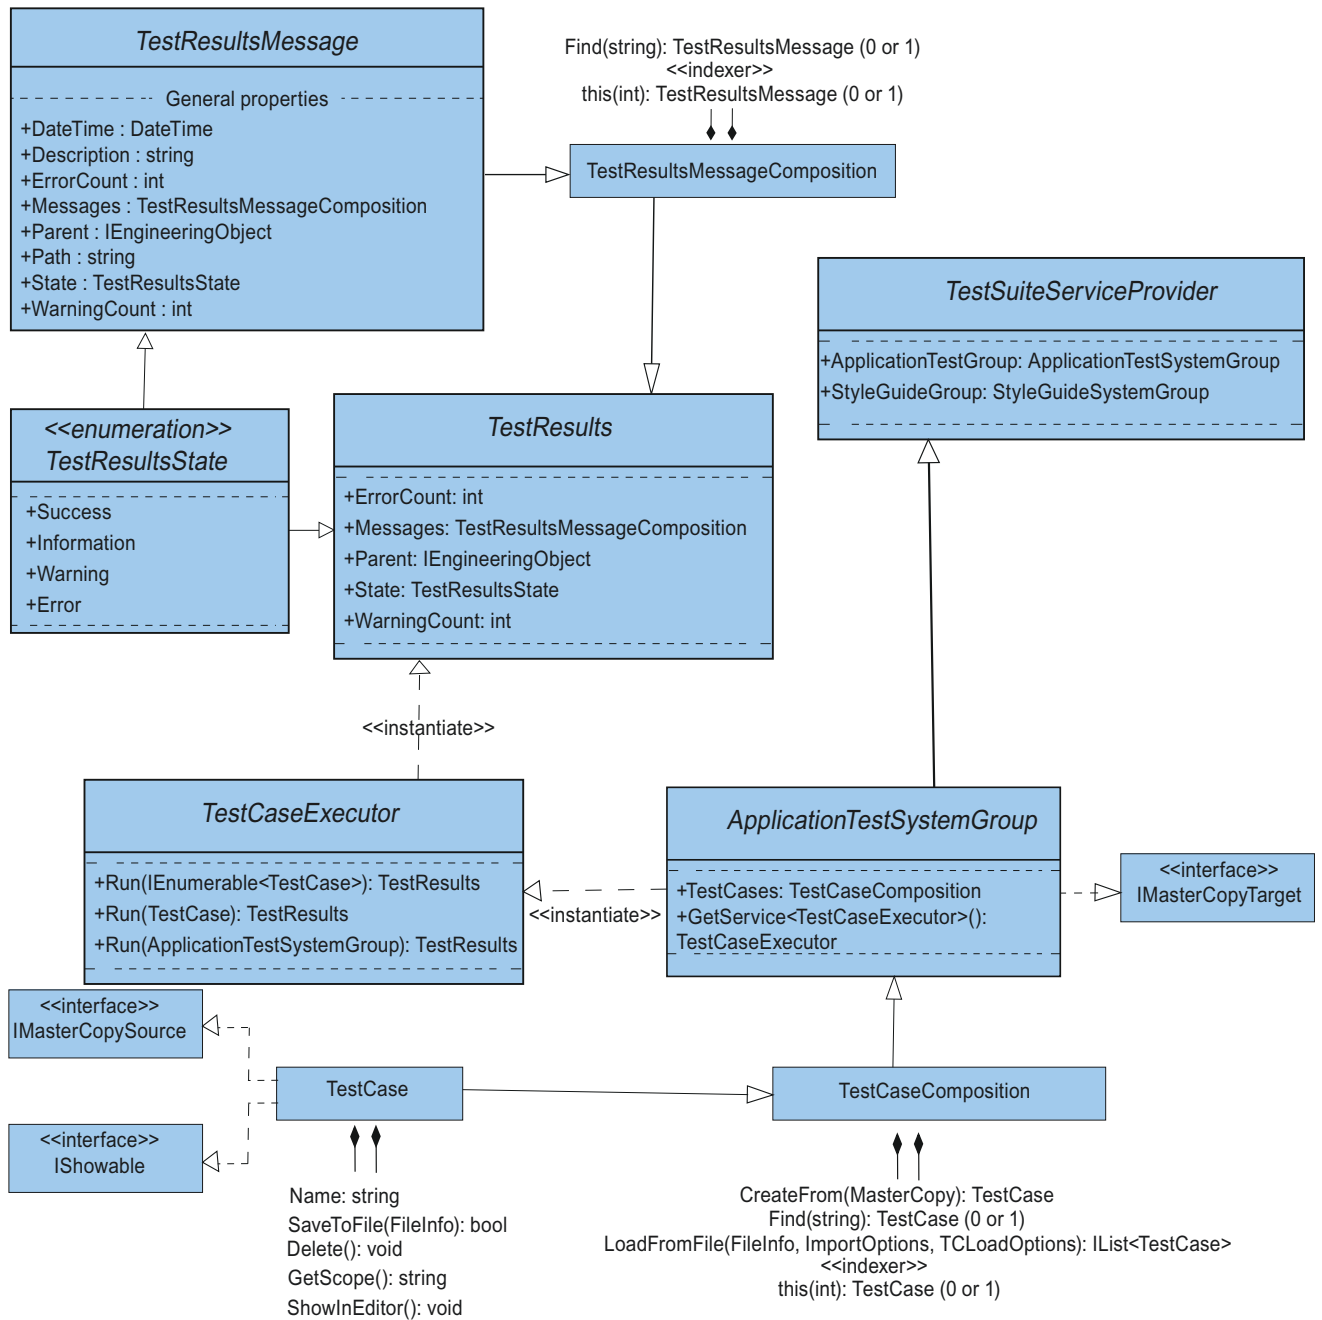 TestResultsMessage
General properties
+DateTime : DateTime
+Description : string
+ErrorCount : int
+Messages : TestResultsMessageComposition
+Parent : IEngineeringObject
+Path : string
+State : TestResultsState
+WarningCount : int
Find(string): TestResultsMessage (0 or 1)
<<indexer>>
this(int): TestResultsMessage (0 or 1)
TestResultsMessageComposition
TestSuiteServiceProvider
+ApplicationTestGroup: ApplicationTestSystemGroup
+StyleGuideGroup: StyleGuideSystemGroup
<<enumeration>>
TestResultsState
+Success
+Information
+Warning
+Error
TestResults
+ErrorCount: int
+Messages: TestResultsMessageComposition
+Parent: IEngineeringObject
+State: TestResultsState
+WarningCount: int
<<instantiate>>
TestCaseExecutor
+Run(IEnumerable<TestCase>): TestResults
+Run(TestCase): TestResults
+Run(ApplicationTestSystemGroup): TestResults
<<instantiate>>
ApplicationTestSystemGroup
+TestCases: TestCaseComposition
+GetService<TestCaseExecutor>():
TestCaseExecutor
<<interface>>
IMasterCopyTarget
<<interface>>
IMasterCopySource
<<interface>>
IShowable
TestCase
Name: string
SaveToFile(FileInfo): bool
Delete(): void
GetScope(): string
ShowInEditor(): void
TestCaseComposition
CreateFrom(MasterCopy): TestCase
Find(string): TestCase (0 or 1)
LoadFromFile(FileInfo, ImportOptions, TCLoadOptions): IList<TestCase>
<<indexer>>
this(int): TestCase (0 or 1)